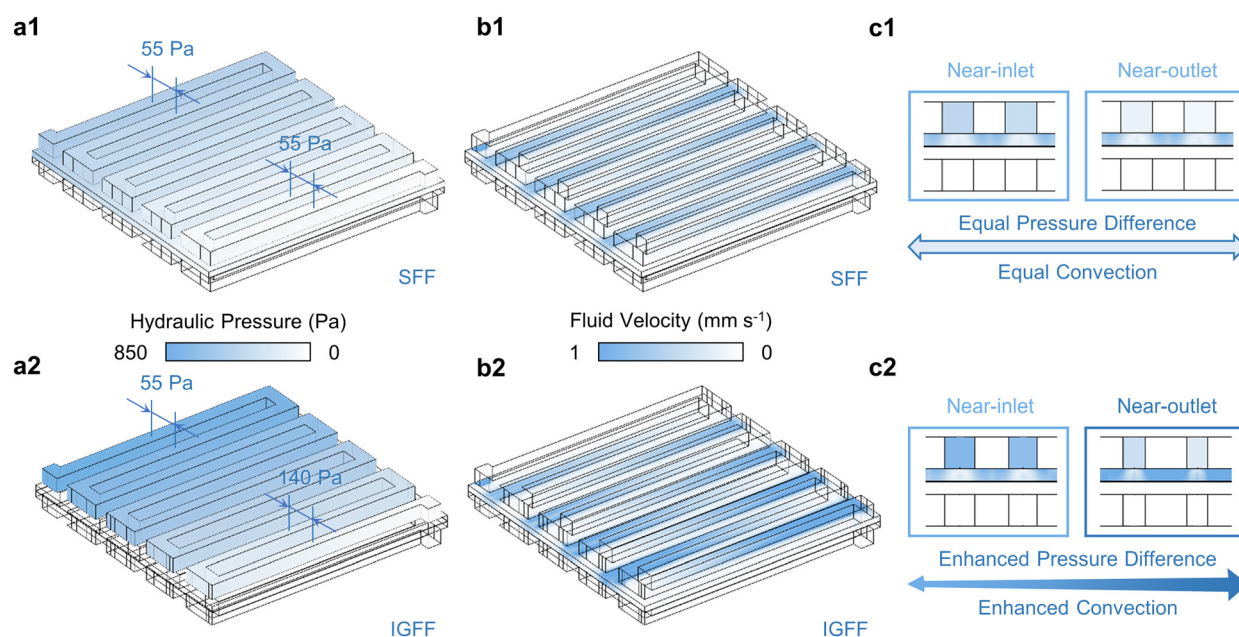 a1
55 Pa
55 Pa
SFF
b1
SFF
c1
Near-inlet
Near-outlet
Equal Pressure Difference
Equal Convection
Hydraulic Pressure (Pa)
850
0
Fluid Velocity (mm s⁻¹)
1
0
a2
55 Pa
140 Pa
IGFF
b2
IGFF
c2
Near-inlet
Near-outlet
Enhanced Pressure Difference
Enhanced Convection